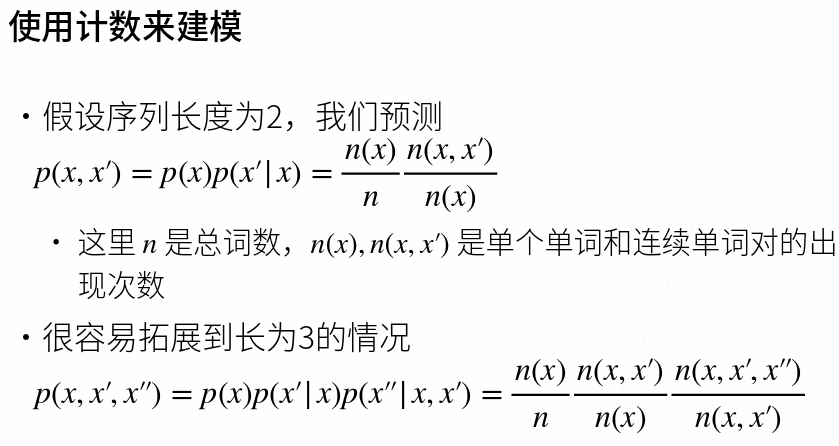 使用计数来建模
• 假设序列长度为2，我们预测
p(x, x′) = p(x)p(x′|x) = \frac{n(x)}{n} \frac{n(x, x′)}{n(x)}
• 这里 n 是总词数，n(x), n(x, x′) 是单个单词和连续单词对的出
现次数
• 很容易拓展到长为3的情况
p(x, x′, x′′) = p(x)p(x′|x)p(x′′|x, x′) = \frac{n(x)}{n} \frac{n(x, x′)}{n(x)} \frac{n(x, x′, x′′)}{n(x, x′)}